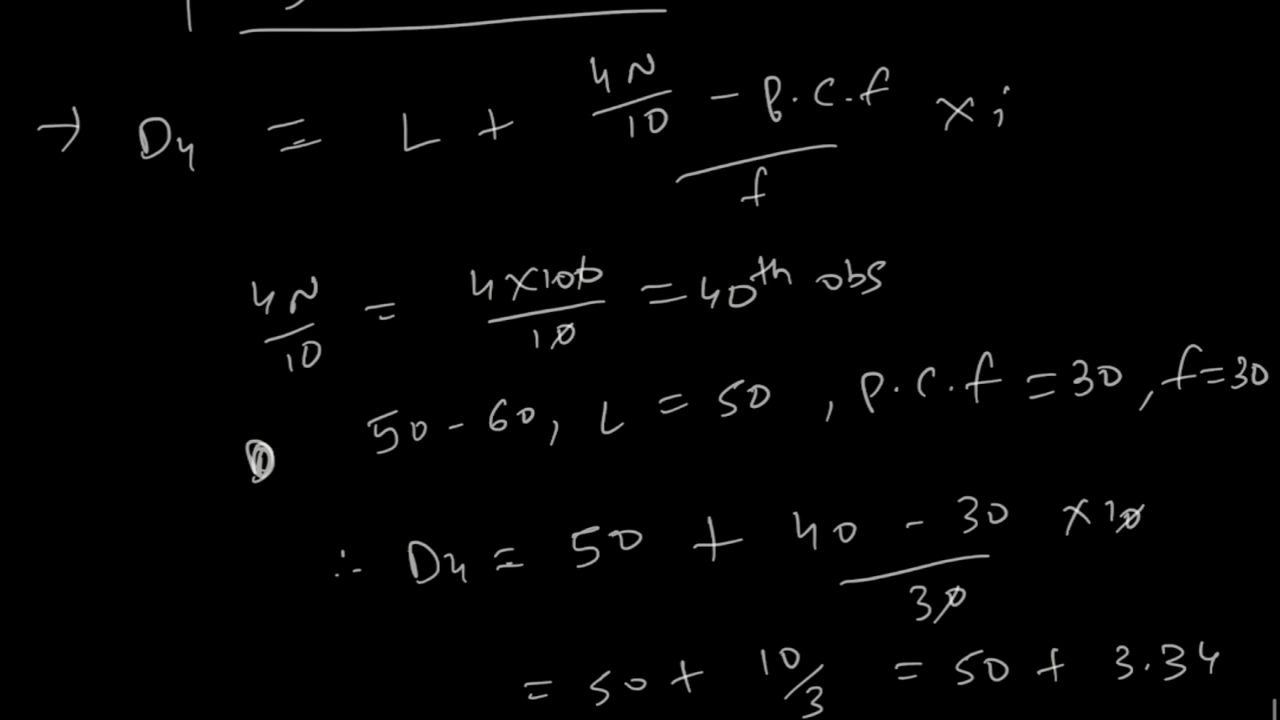 → D4 = L + 4N/10 - p.c.f / f × i
4N/10 = 4×100/10 = 40th obs
50 - 60, L = 50, p.c.f = 30, f = 30
∴ D4 = 50 + 40 - 30 / 30 × 10
= 50 + 10/3 = 50 + 3.34